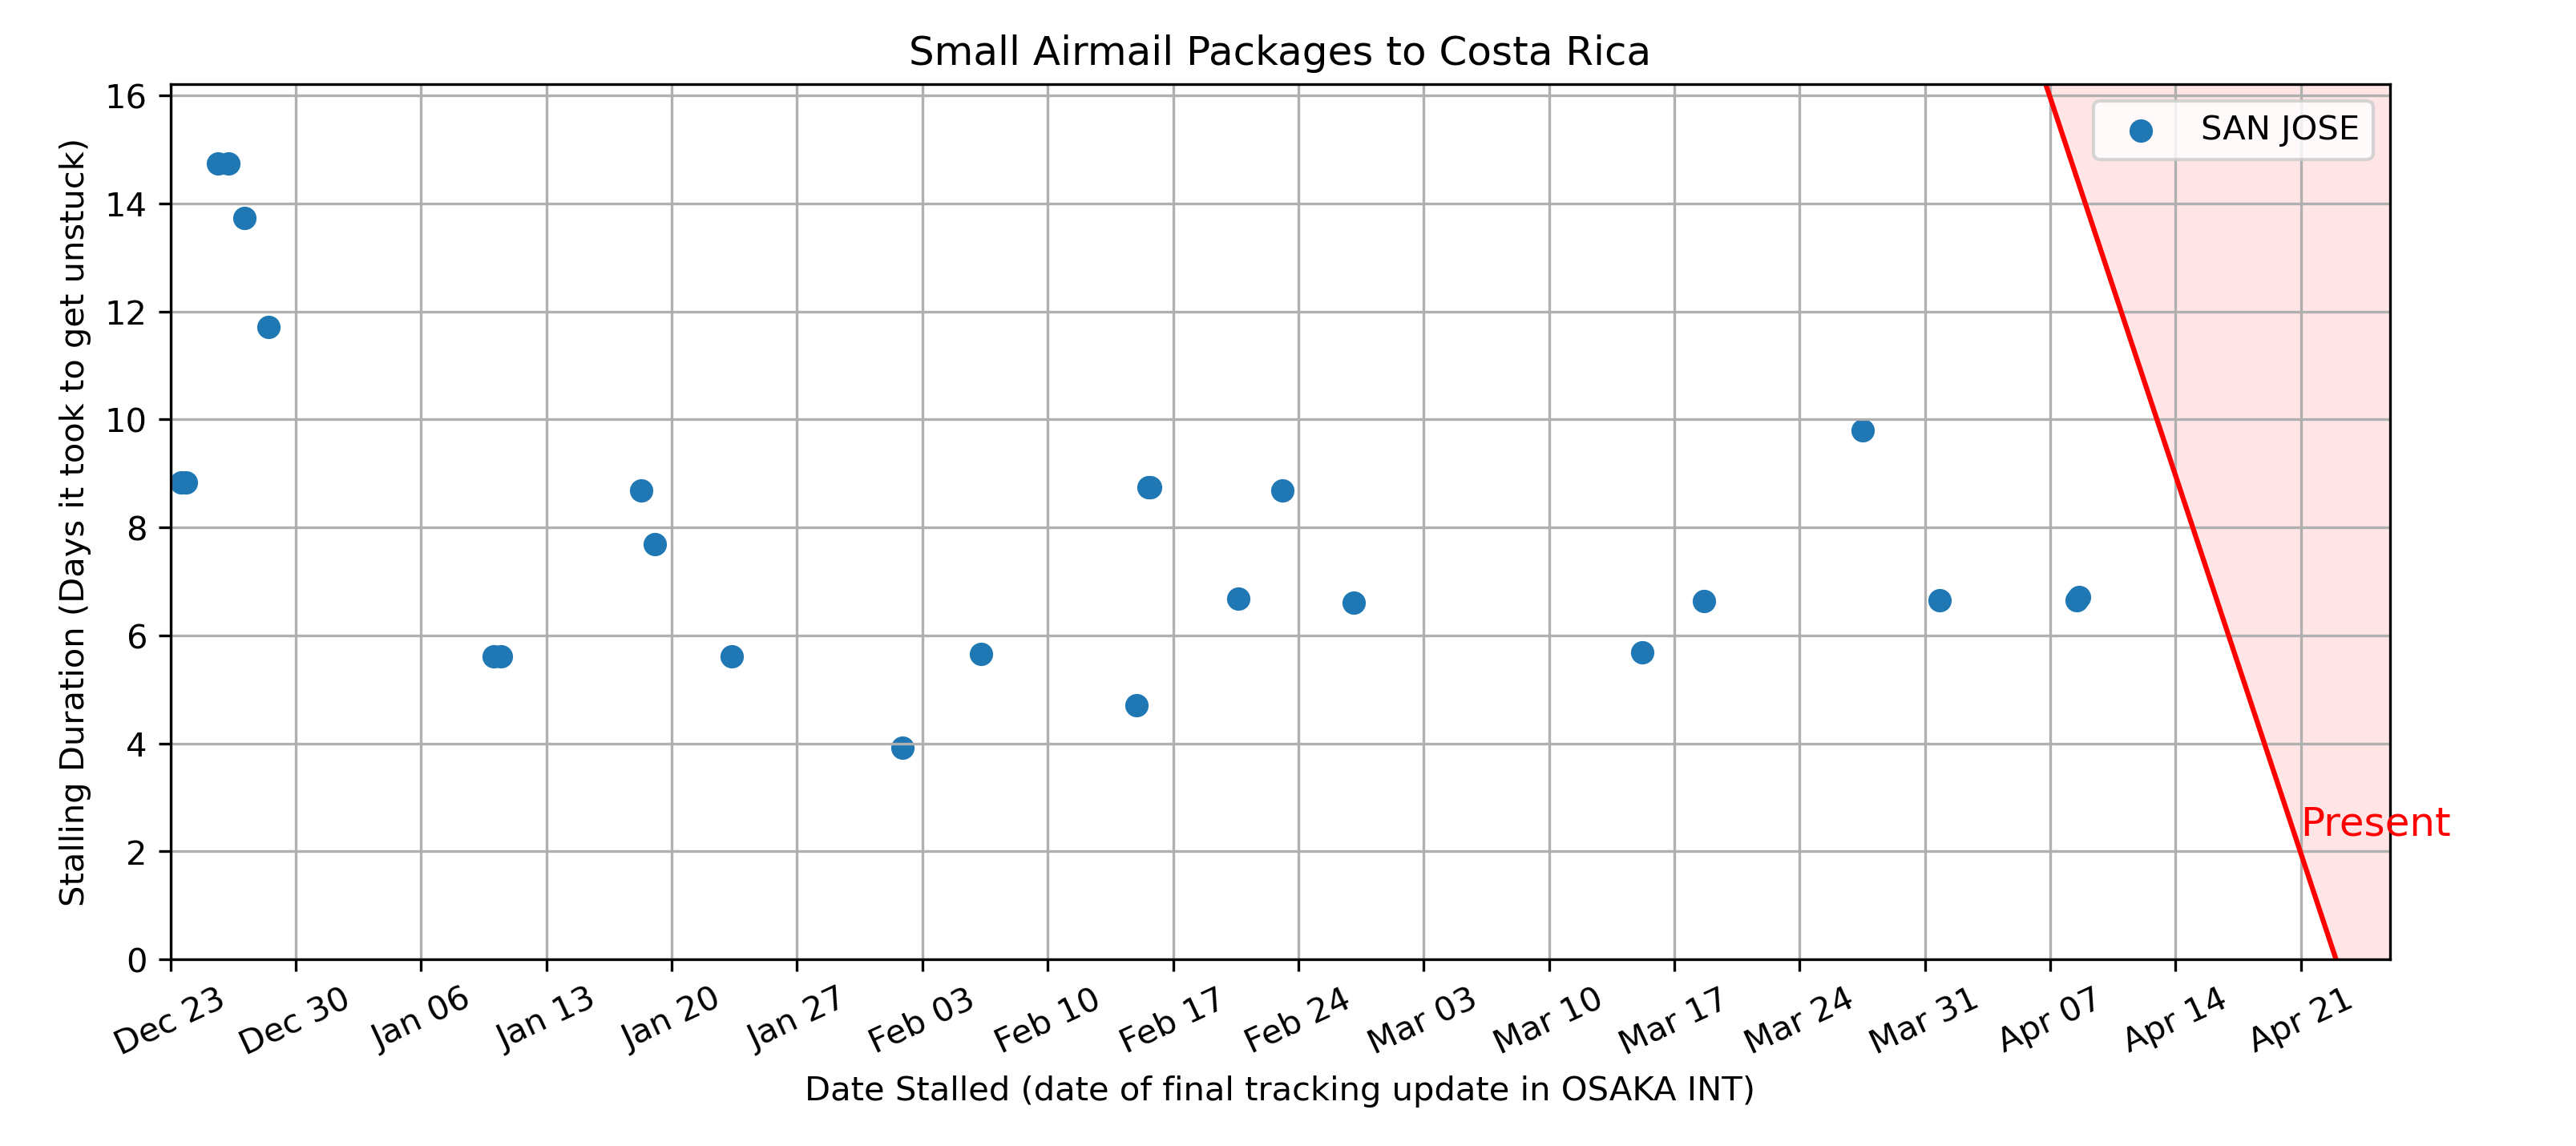 Small Airmail Packages to Costa Rica
Stalling Duration (Days it took to get unstuck)
16
14
12
10
8
6
4
2
0
SAN JOSE
Present
Dec 23
Dec 30
Jan 06
Jan 13
Jan 20
Jan 27
Feb 03
Feb 10
Feb 17
Feb 24
Mar 03
Mar 10
Mar 17
Mar 24
Mar 31
Apr 07
Apr 14
Apr 21
Date Stalled (date of final tracking update in OSAKA INT)